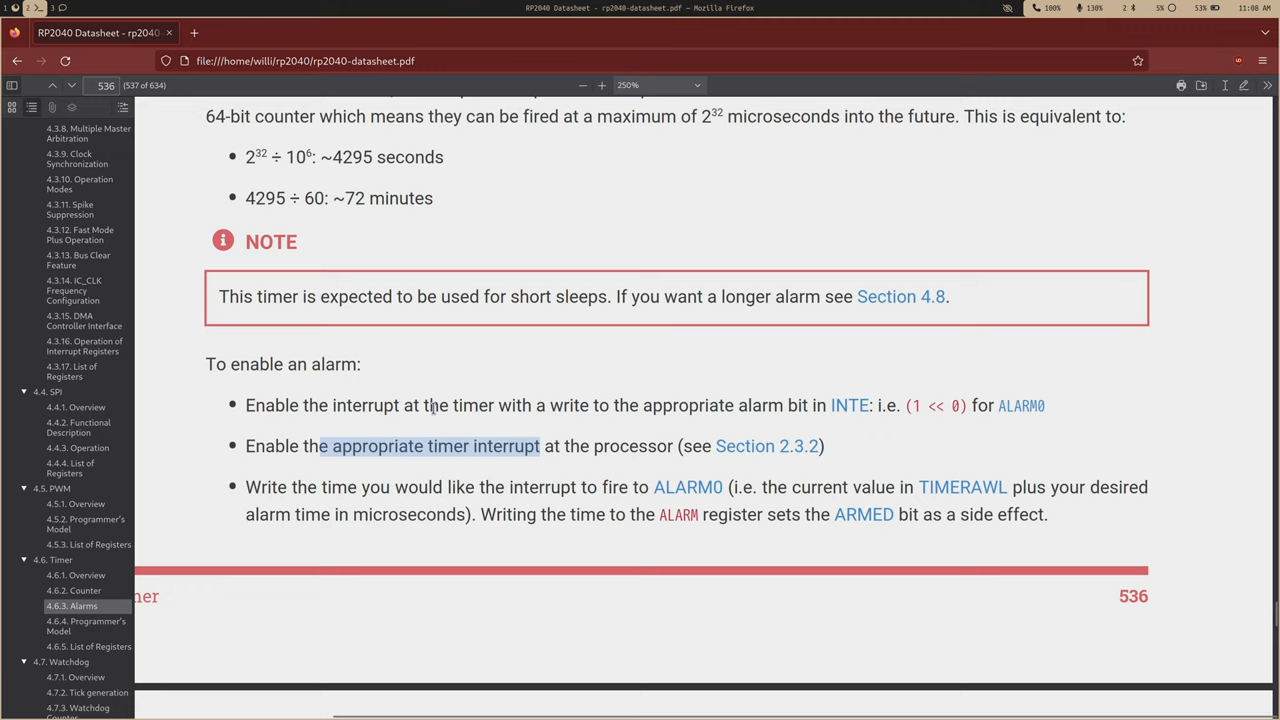 1 2 3
RP2040 Datasheet - rp2040-datasheet.pdf — Mozilla Firefox
100% 130% 2 5% 53% 11:08 AM
RP2040 Datasheet - rp2040-
file:///home/willi/rp2040/rp2040-datasheet.pdf
536 (537 of 634)
250%
4.3.8. Multiple Master
Arbitration
4.3.9. Clock
Synchronization
4.3.10. Operation
Modes
4.3.11. Spike
Suppression
4.3.12. Fast Mode
Plus Operation
4.3.13. Bus Clear
Feature
4.3.14. IC_CLK
Frequency
Configuration
4.3.15. DMA
Controller Interface
4.3.16. Operation of
Interrupt Registers
4.3.17. List of
Registers
4.4. SPI
4.4.1. Overview
4.4.2. Functional
Description
4.4.3. Operation
4.4.4. List of
Registers
4.5. PWM
4.5.1. Overview
4.5.2. Programmer's
Model
4.5.3. List of Registers
4.6. Timer
4.6.1. Overview
4.6.2. Counter
4.6.3. Alarms
4.6.4. Programmer's
Model
4.6.5. List of Registers
4.7. Watchdog
4.7.1. Overview
4.7.2. Tick generation
4.7.3. Watchdog
64-bit counter which means they can be fired at a maximum of 2³² microseconds into the future. This is equivalent to:
• 2³² ÷ 10⁶: ~4295 seconds
• 4295 ÷ 60: ~72 minutes
NOTE
This timer is expected to be used for short sleeps. If you want a longer alarm see Section 4.8.
To enable an alarm:
• Enable the interrupt at the timer with a write to the appropriate alarm bit in INTE: i.e. (1 << 0) for ALARM0
• Enable the appropriate timer interrupt at the processor (see Section 2.3.2)
• Write the time you would like the interrupt to fire to ALARM0 (i.e. the current value in TIMERAWL plus your desired
alarm time in microseconds). Writing the time to the ALARM register sets the ARMED bit as a side effect.
536